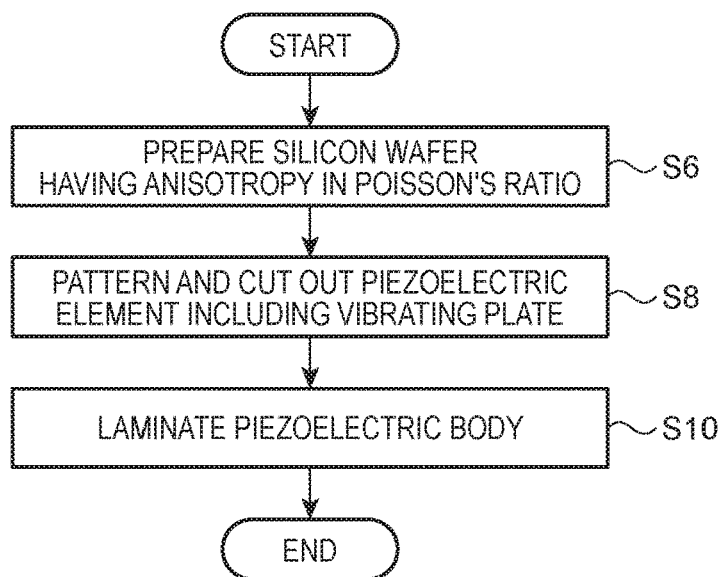 START
PREPARE SILICON WAFER
HAVING ANISOTROPY IN POISSON'S RATIO
S6
PATTERN AND CUT OUT PIEZOELECTRIC
ELEMENT INCLUDING VIBRATING PLATE
S8
LAMINATE PIEZOELECTRIC BODY
S10
END